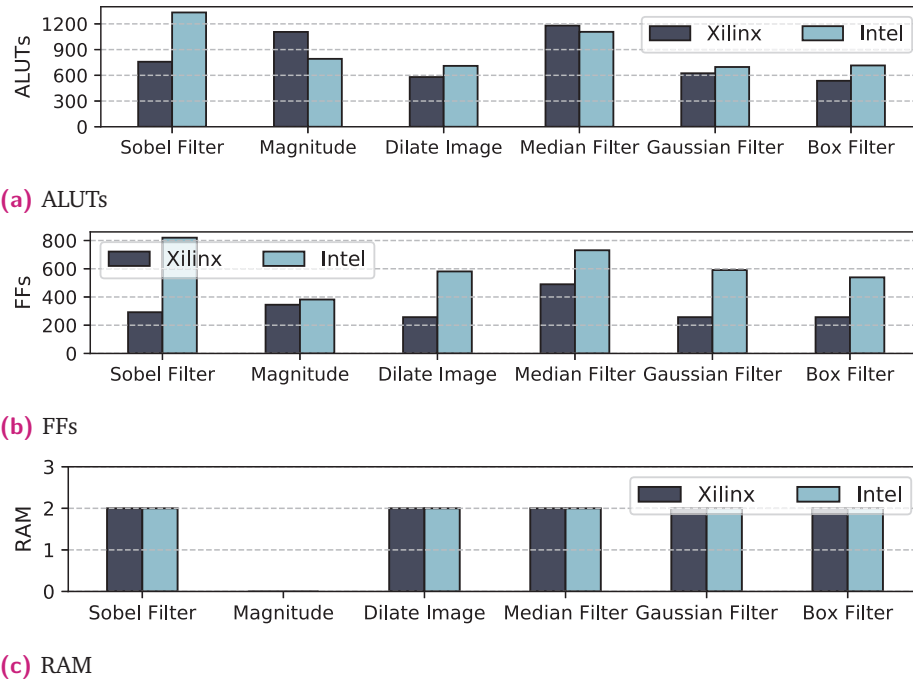 1200
900
600
300
0
ALUTs
Xilinx Intel
Sobel Filter Magnitude Dilate Image Median Filter Gaussian Filter Box Filter
(a) ALUTs
800
600
400
200
0
FFs
Xilinx Intel
Sobel Filter Magnitude Dilate Image Median Filter Gaussian Filter Box Filter
(b) FFs
3
2
1
0
RAM
Xilinx Intel
Sobel Filter Magnitude Dilate Image Median Filter Gaussian Filter Box Filter
(c) RAM